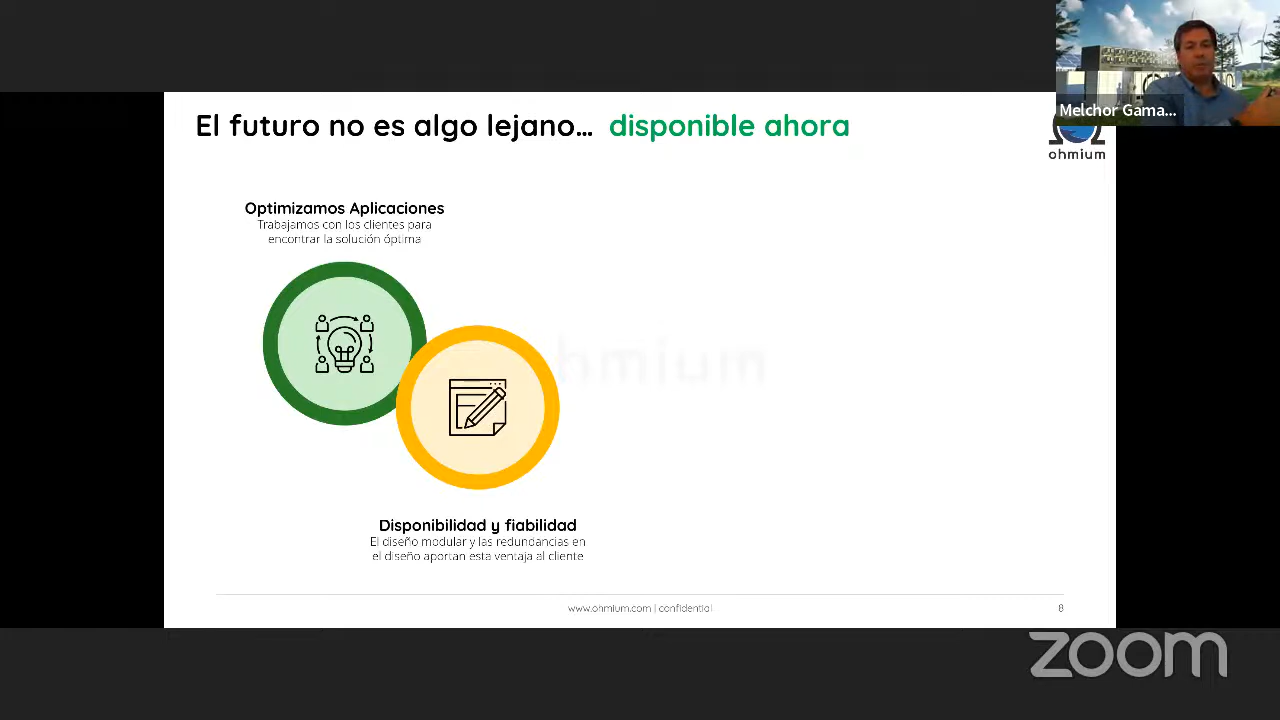 Melchor Gama...
El futuro no es algo lejano... disponible ahora
ohmium
Optimizamos Aplicaciones
Trabajamos con los clientes para
encontrar la solución óptima
ohmium
Disponibilidad y fiabilidad
El diseño modular y las redundancias en
el diseño aportan esta ventaja al cliente
www.ohmium.com | confidential
8
zoom